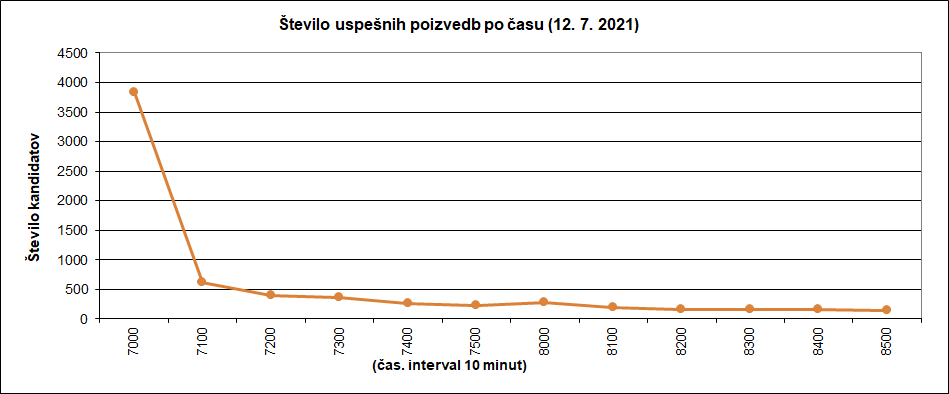 Število uspešnih poizvedb po času (12. 7. 2021)
Število kandidatov
4500
4000
3500
3000
2500
2000
1500
1000
500
0
7000 7100 7200 7300 7400 7500 8000 8100 8200 8300 8400 8500
(čas. interval 10 minut)